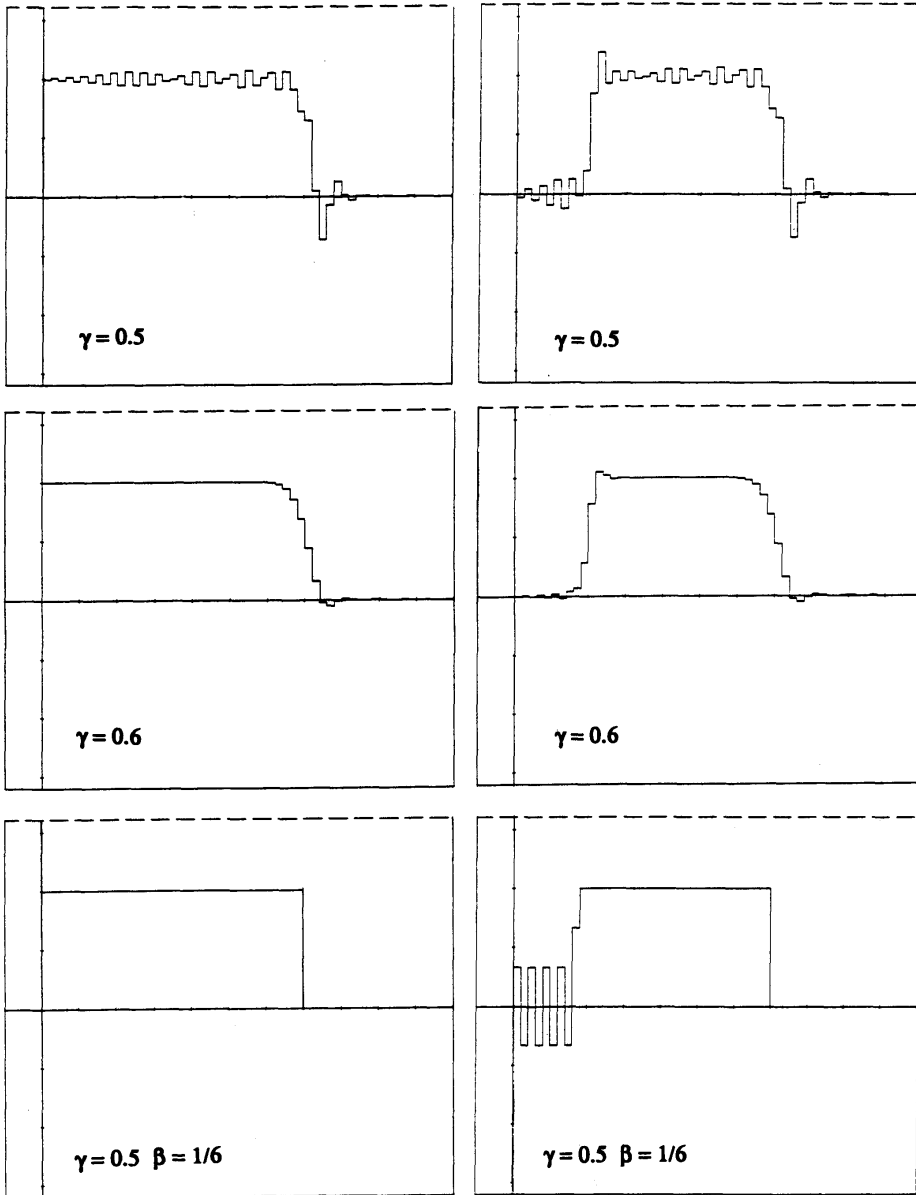 γ = 0.5
γ = 0.5
γ = 0.6
γ = 0.6
γ = 0.5 β = 1/6
γ = 0.5 β = 1/6